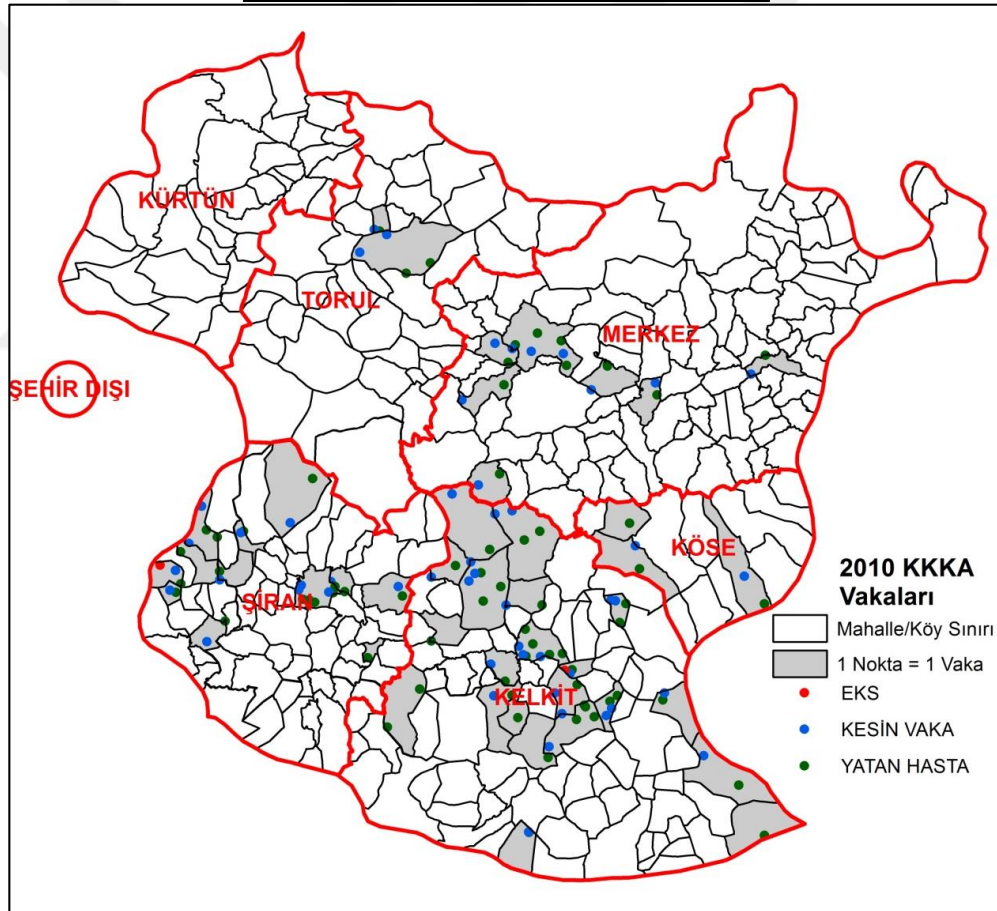 KÜRTÜN
TORUL
MERKEZ
ŞEHİR DIŞI
KÖSE
ŞİRAN
KELKİT
2010 KKKA
Vakaları
Mahalle/Köy Sınırı
1 Nokta = 1 Vaka
EKS
KESİN VAKA
YATAN HASTA